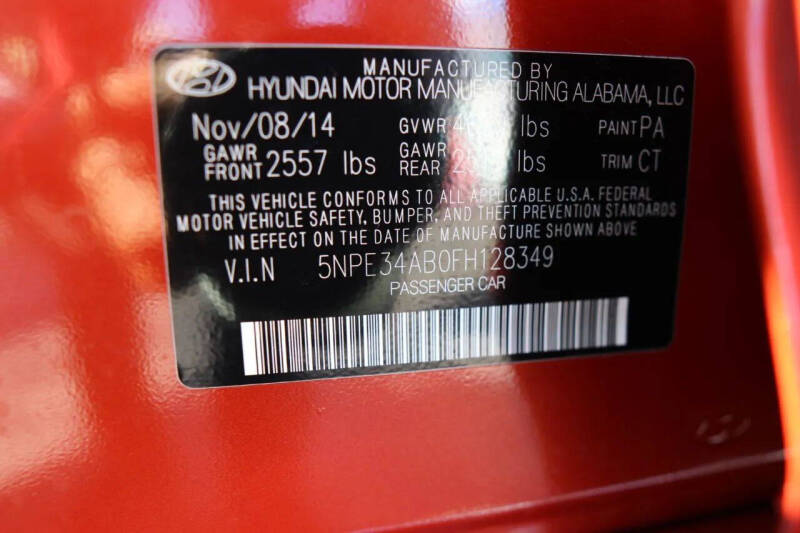 MANUFACTURED BY
HYUNDAI MOTOR MANUFACTURING ALABAMA, LLC
Nov/08/14 GVWR lbs PAINT PA
GAWR FRONT 2557 lbs GAWR REAR lbs TRIM CT
THIS VEHICLE CONFORMS TO ALL APPLICABLE U.S.A. FEDERAL
MOTOR VEHICLE SAFETY, BUMPER, AND THEFT PREVENTION STANDARDS
IN EFFECT ON THE DATE OF MANUFACTURE SHOWN ABOVE
V.I.N 5NPE34AB0FH128349
PASSENGER CAR